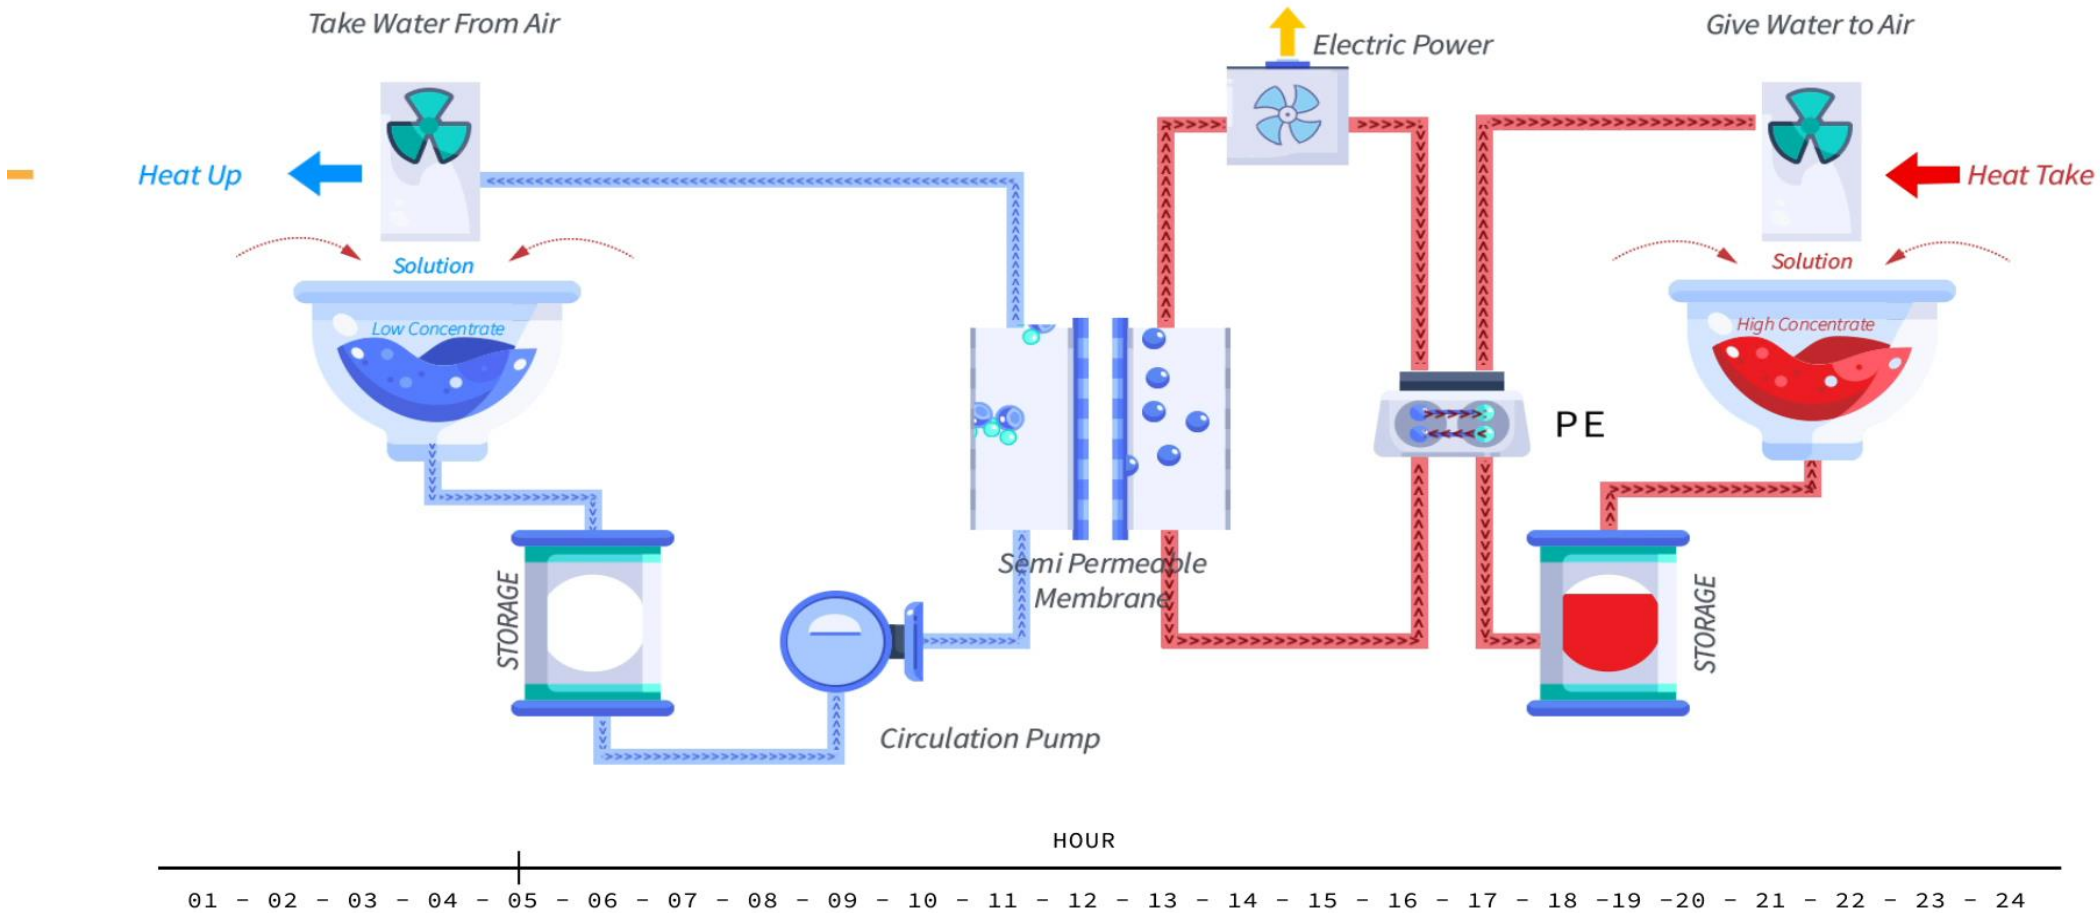 Take Water From Air
Electric Power
Give Water to Air
Heat Up
Heat Take
Solution
Solution
Low Concentrate
High Concentrate
PE
Semi Permeable
Membrane
STORAGE
STORAGE
Circulation Pump
HOUR
01 - 02 - 03 - 04 - 05 - 06 - 07 - 08 - 09 - 10 - 11 - 12 - 13 - 14 - 15 - 16 - 17 - 18 -19 -20 - 21 - 22 - 23 - 24